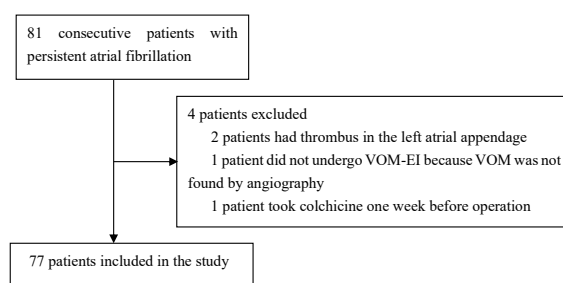 81 consecutive patients with
persistent atrial fibrillation
4 patients excluded
2 patients had thrombus in the left atrial appendage
1 patient did not undergo VOM-EI because VOM was not
found by angiography
1 patient took colchicine one week before operation
77 patients included in the study